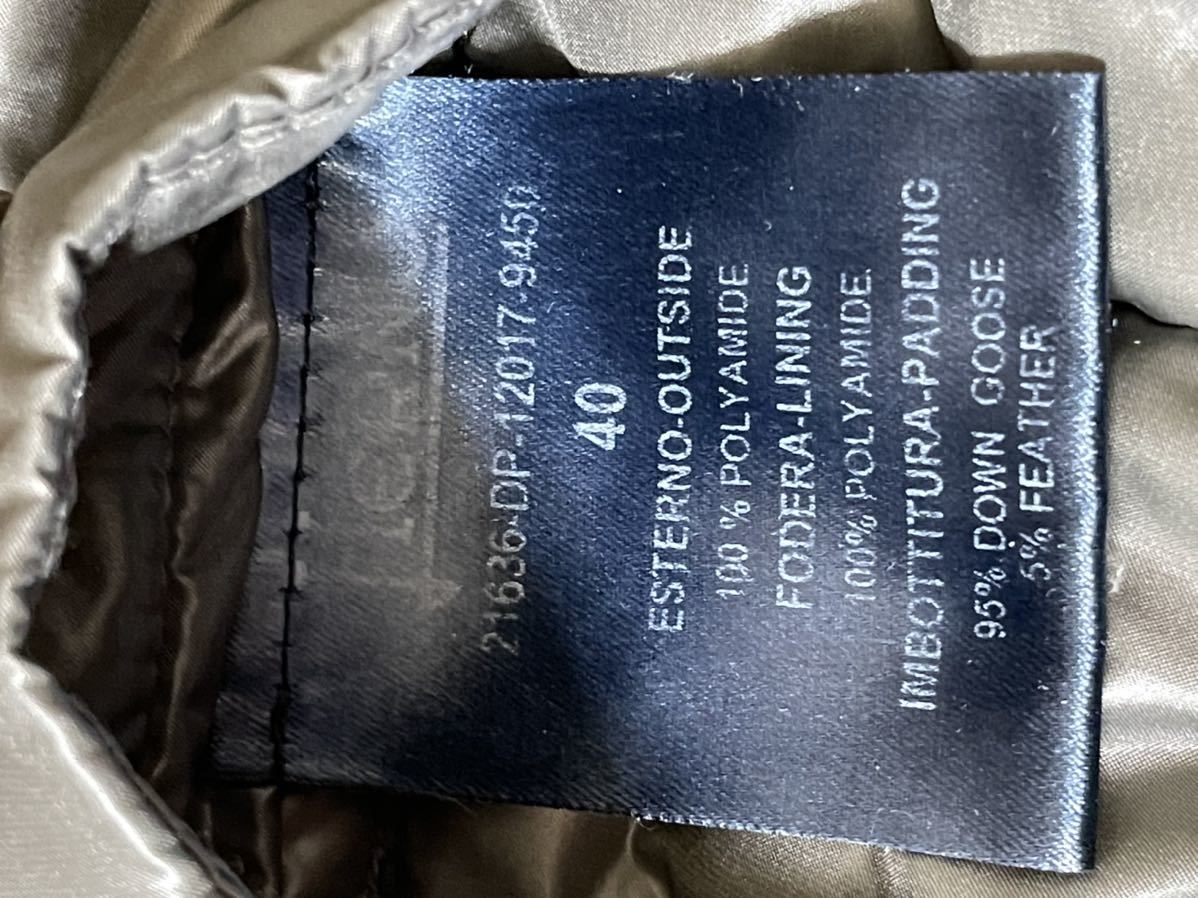 21636-DP-12017-9450
40
ESTERNO-OUTSIDE
100 % POLYAMIDE
FODERA-LINING
100% POLYAMIDE
IMBOTTITURA-PADDING
95% DOWN GOOSE
5% FEATHER